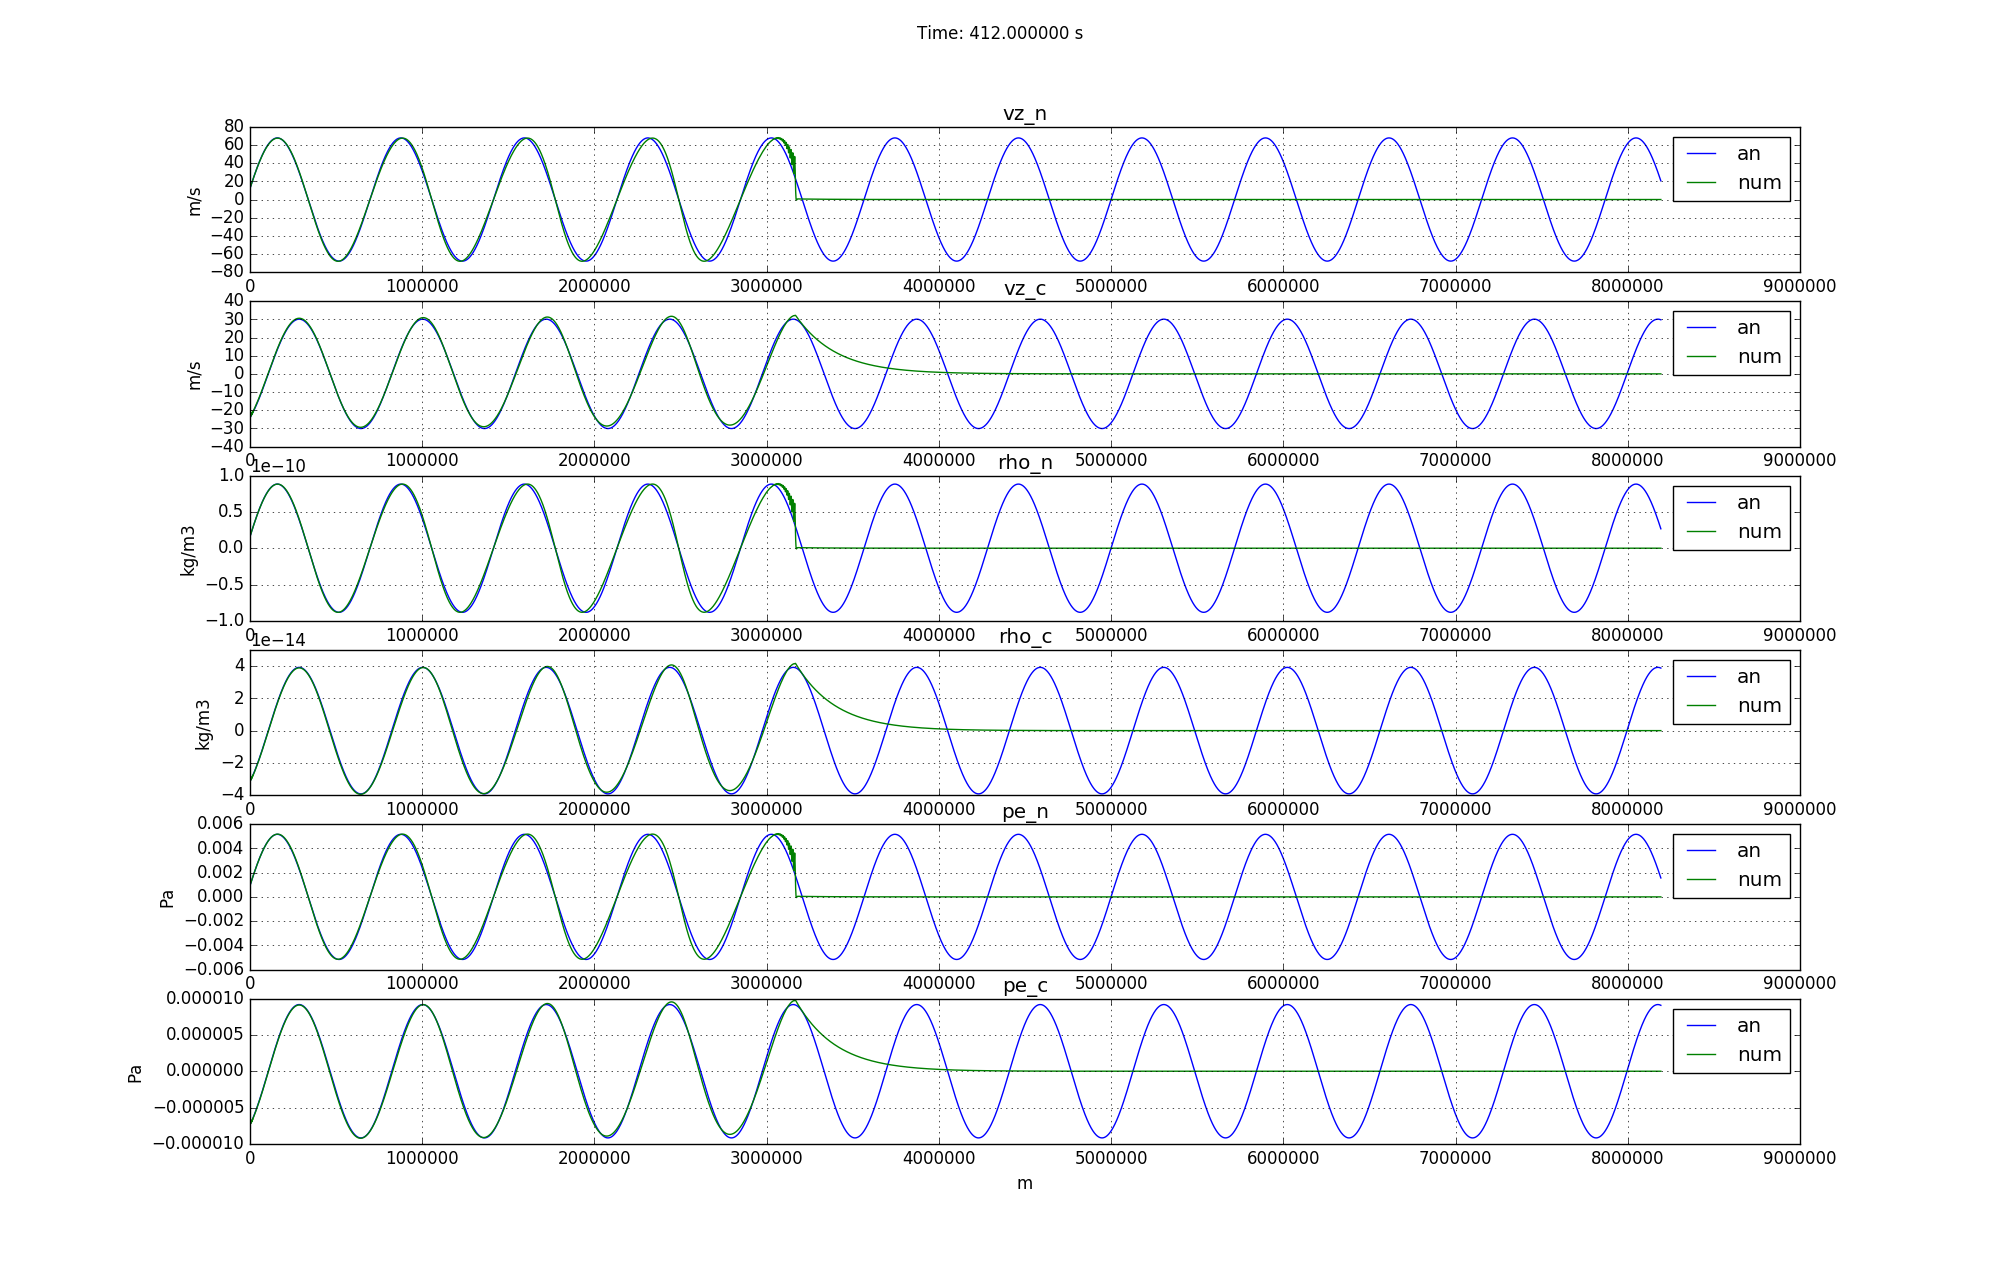 Time: 412.000000 s
vz_n
80
60
40
20
0
−20
−40
−60
−80
m/s
an
num
0 1000000 2000000 3000000 4000000 5000000 6000000 7000000 8000000 9000000
vz_c
40
30
20
10
0
−10
−20
−30
−40
m/s
an
num
0 1000000 2000000 3000000 4000000 5000000 6000000 7000000 8000000 9000000
1e−10
rho_n
1.0
0.5
0.0
−0.5
−1.0
kg/m3
an
num
0 1000000 2000000 3000000 4000000 5000000 6000000 7000000 8000000 9000000
1e−14
rho_c
4
2
0
−2
−4
kg/m3
an
num
0 1000000 2000000 3000000 4000000 5000000 6000000 7000000 8000000 9000000
pe_n
0.006
0.004
0.002
0.000
−0.002
−0.004
−0.006
Pa
an
num
0 1000000 2000000 3000000 4000000 5000000 6000000 7000000 8000000 9000000
pe_c
0.000010
0.000005
0.000000
−0.000005
−0.000010
Pa
an
num
0 1000000 2000000 3000000 4000000 5000000 6000000 7000000 8000000 9000000
m